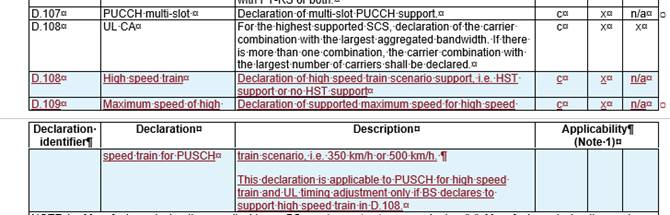 with PT-RS or both.¤
D.107¤ PUCCH multi-slot¤ Declaration of multi-slot PUCCH support.¤ c¤ x¤ n/a¤
D.108¤ UL CA¤ For the highest supported SCS, declaration of the carrier
combination with the largest aggregated bandwidth. If there
is more than one combination, the carrier combination with
the largest number of carriers shall be declared.¤ c¤ x¤ x¤
D.108¤ High speed train¤ Declaration of high speed train scenario support, i.e. HST
support or no HST support¤ c¤ x¤ n/a¤
D.109¤ Maximum speed of high Declaration of supported maximum speed for high speed c¤ x¤ n/a¤
Declaration
identifier¶ Declaration¤ Description¤ Applicability¶
(Note 1)¤
speed train for PUSCH¤ train scenario, i.e. 350 km/h or 500 km/h. ¶
This declaration is applicable to PUSCH for high speed
train and UL timing adjustment only if BS declares to
support high speed train in D.108.¤